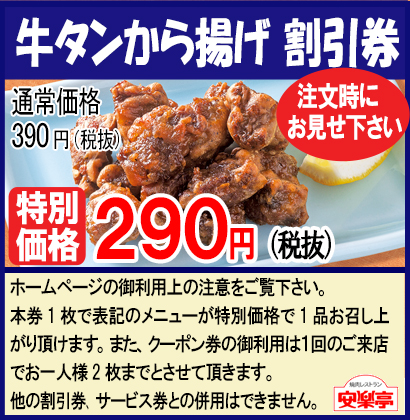 牛タンから揚げ 割引券
通常価格
390円(税抜)
注文時に
お見せ下さい
特別
価格
290円(税抜)
ホームページの御利用上の注意をご覧下さい。
本券1枚で表記のメニューが特別価格で1品お召し上
がり頂けます。また、クーポン券の御利用は1回のご来店
でお一人様2枚までとさせて頂きます。
他の割引券、サービス券との併用はできません。
焼肉レストラン
安楽亭